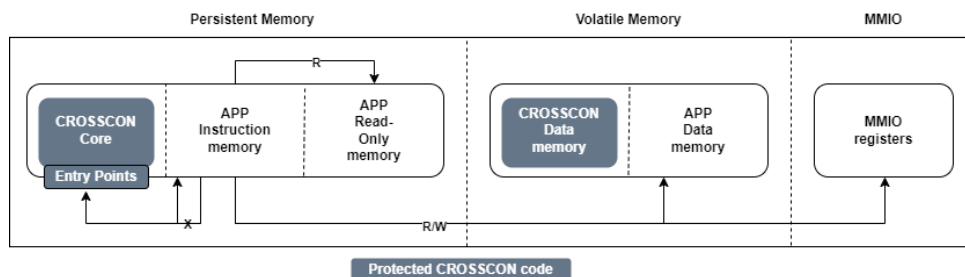 Persistent Memory
Volatile Memory
MMIO
R
CROSSCON
Core
APP
Instruction
memory
APP
Read-
Only
memory
CROSSCON
Data
memory
APP
Data
memory
MMIO
registers
Entry Points
X
R/W
Protected CROSSCON code